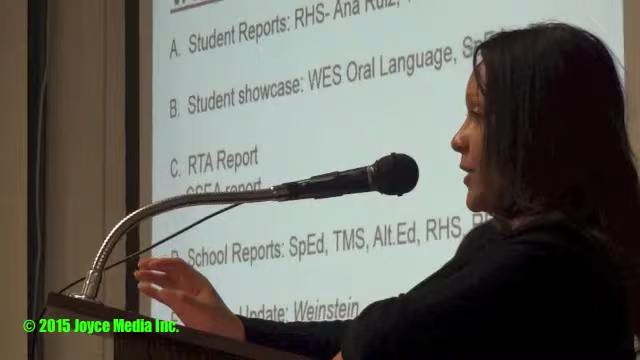 A. Student Reports: RHS- Ana Ruiz,
B. Student showcase: WES Oral Language, SpEd
C. RTA Report
CSEA report
D. School Reports: SpEd, TMS, Alt.Ed, RHS,
Update: Weinstein
© 2015 Joyce Media Inc.